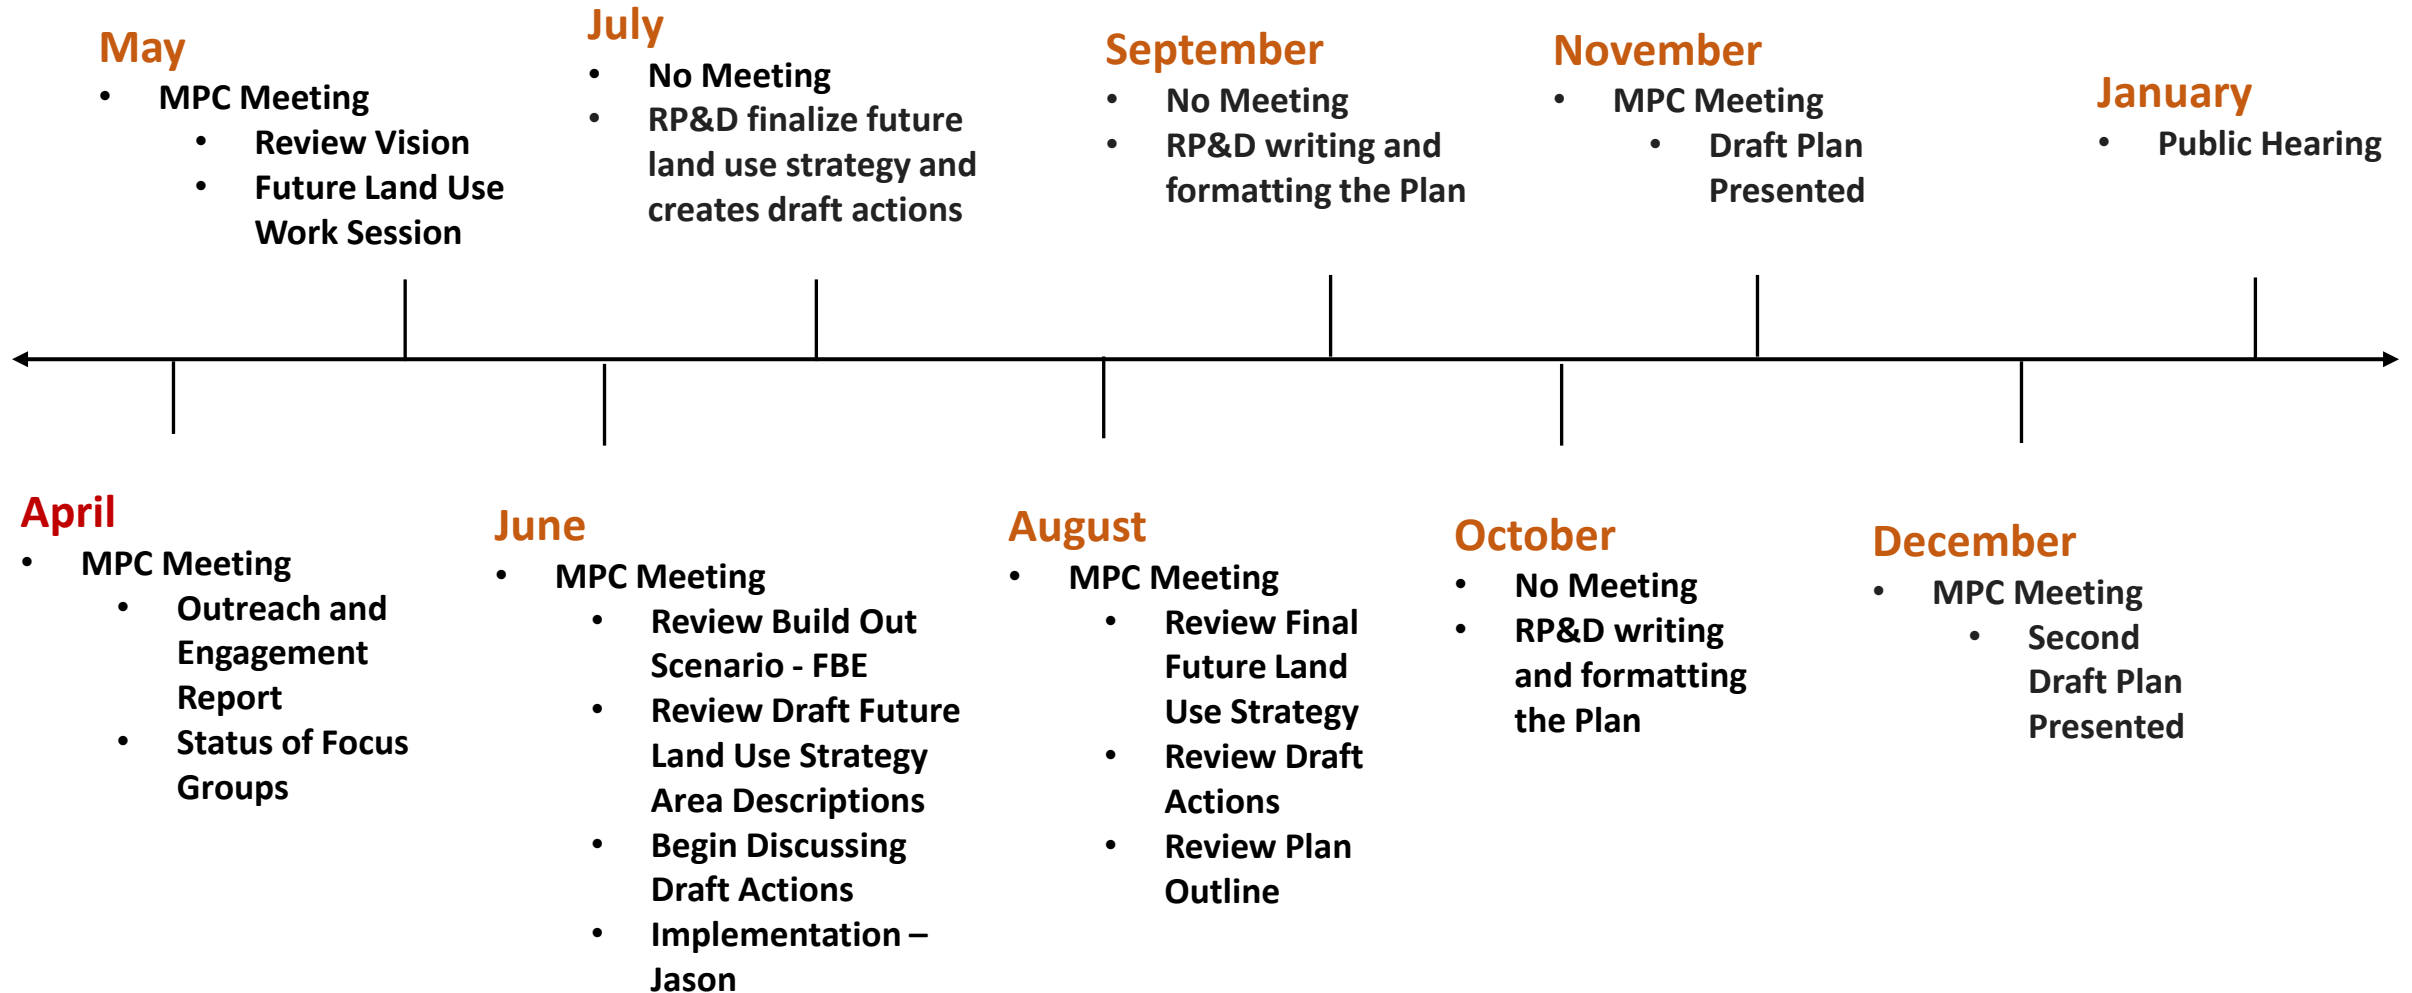 May
• MPC Meeting
• Review Vision
• Future Land Use
Work Session
July
• No Meeting
• RP&D finalize future
land use strategy and
creates draft actions
September
• No Meeting
• RP&D writing and
formatting the Plan
November
• MPC Meeting
• Draft Plan
Presented
January
• Public Hearing
April
• MPC Meeting
• Outreach and
Engagement
Report
• Status of Focus
Groups
June
• MPC Meeting
• Review Build Out
Scenario - FBE
• Review Draft Future
Land Use Strategy
Area Descriptions
• Begin Discussing
Draft Actions
• Implementation –
Jason
August
• MPC Meeting
• Review Final
Future Land
Use Strategy
• Review Draft
Actions
• Review Plan
Outline
October
• No Meeting
• RP&D writing
and formatting
the Plan
December
• MPC Meeting
• Second
Draft Plan
Presented